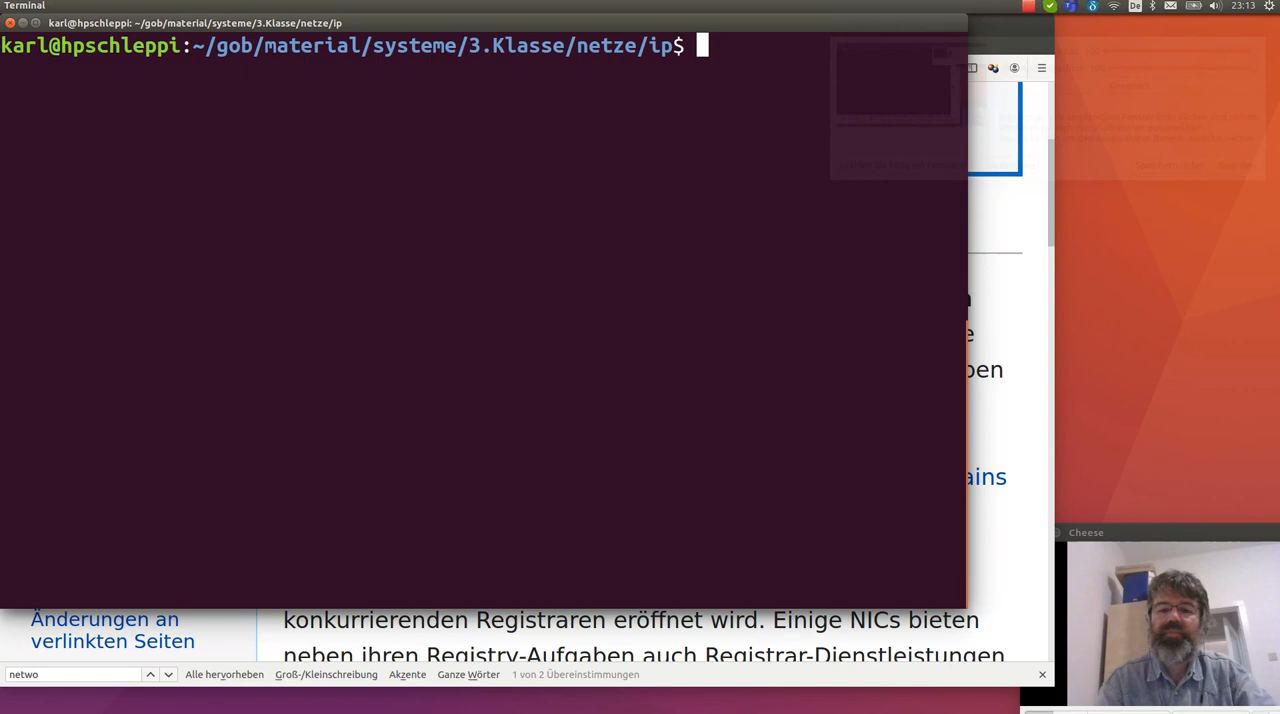 Terminal
De
23:13
karl@hpschleppi: ~/gob/material/systeme/3.Klasse/netze/ip
karl@hpschleppi:~/gob/material/systeme/3.Klasse/netze/ip$
ben
ains
Cheese
Änderungen an
verlinkten Seiten
konkurrierenden Registraren eröffnet wird. Einige NICs bieten
neben ihren Registry-Aufgaben auch Registrar-Dienstleistungen
netwo
Alle hervorheben
Groß-/Kleinschreibung
Akzente
Ganze Wörter
1 von 2 Übereinstimmungen